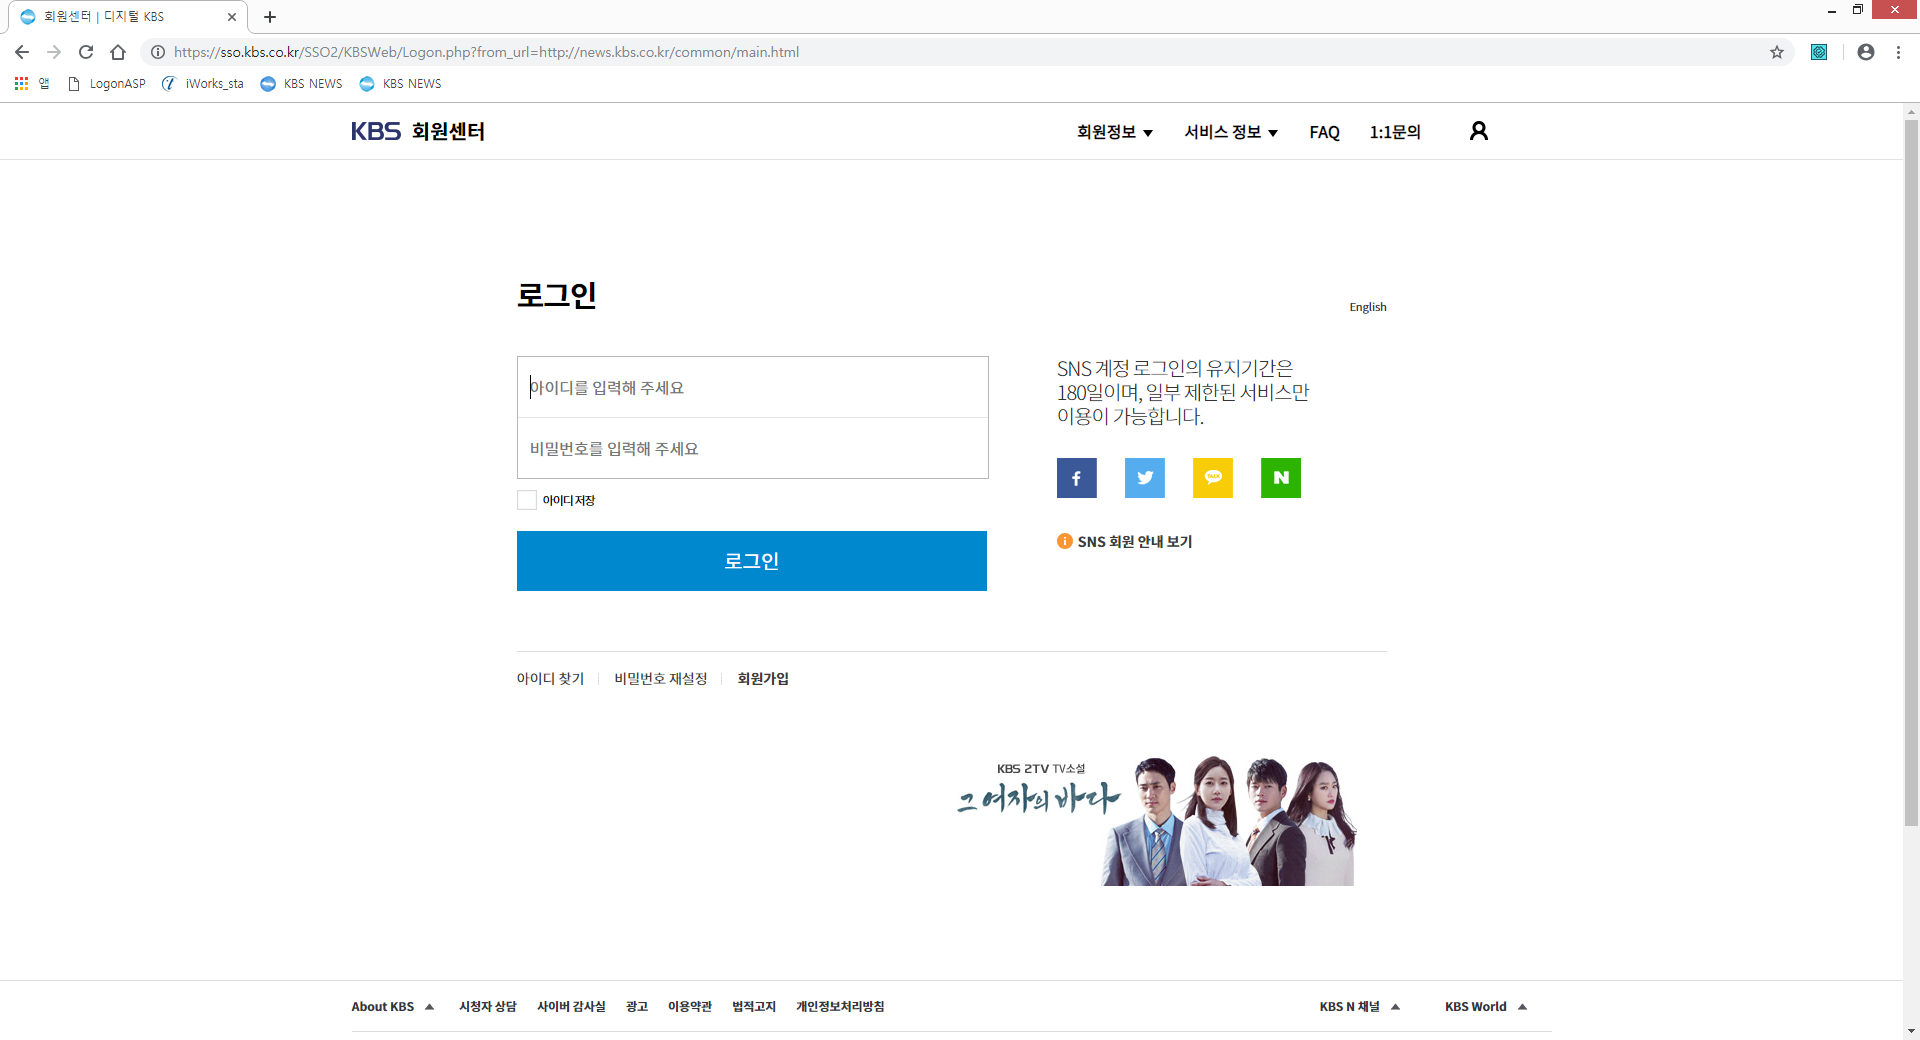 회원센터 | 디지털 KBS
https://sso.kbs.co.kr/SSO2/KBSWeb/Logon.php?from_url=http://news.kbs.co.kr/common/main.html
앱 LogonASP iWorks_sta KBS NEWS KBS NEWS
KBS 회원센터 회원정보 서비스 정보 FAQ 1:1문의
로그인
English
아이디를 입력해 주세요
비밀번호를 입력해 주세요
아이디 저장
로그인
SNS 계정 로그인의 유지기간은
180일이며, 일부 제한된 서비스만
이용이 가능합니다.
f TALK N
SNS 회원 안내 보기
아이디 찾기 비밀번호 재설정 회원가입
KBS 2TV TV소설
그 여자의 바다
About KBS 시청자 상담 사이버 감사실 광고 이용약관 법적고지 개인정보처리방침 KBS N 채널 KBS World